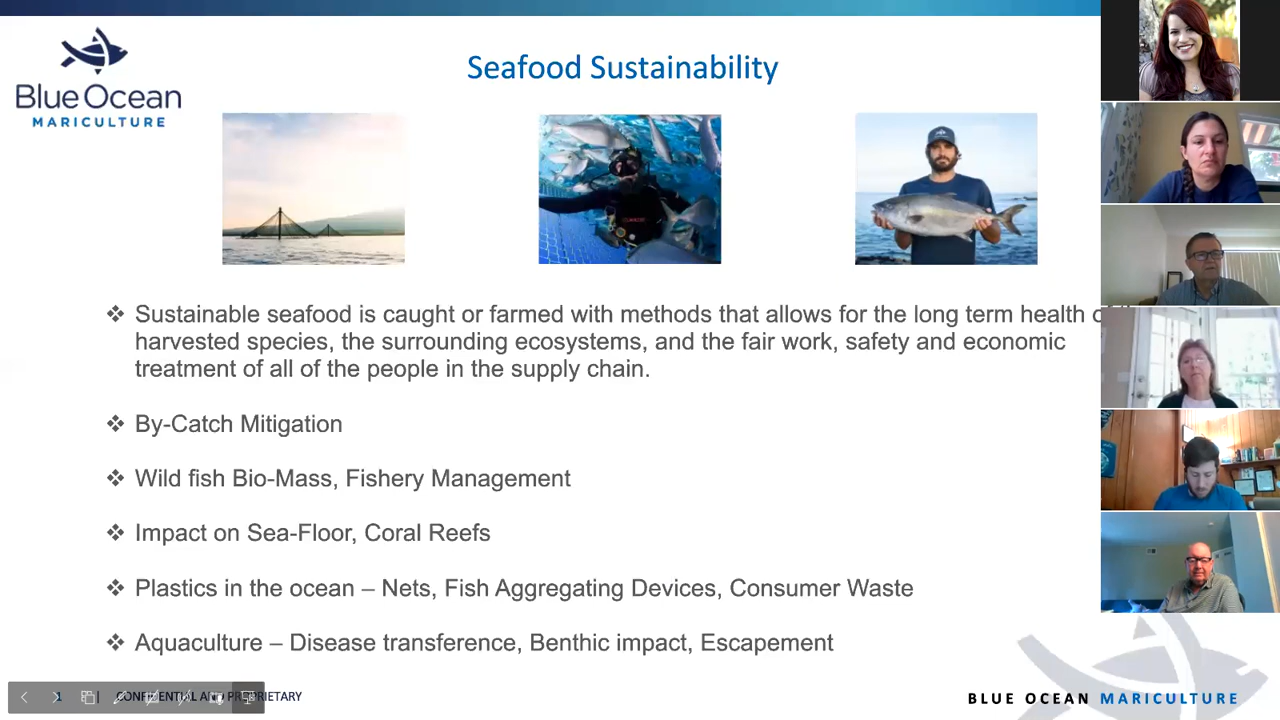 Blue Ocean
MARICULTURE
Seafood Sustainability
❖ Sustainable seafood is caught or farmed with methods that allows for the long term health
harvested species, the surrounding ecosystems, and the fair work, safety and economic
treatment of all of the people in the supply chain.
❖ By-Catch Mitigation
❖ Wild fish Bio-Mass, Fishery Management
❖ Impact on Sea-Floor, Coral Reefs
❖ Plastics in the ocean – Nets, Fish Aggregating Devices, Consumer Waste
❖ Aquaculture – Disease transference, Benthic impact, Escapement
1 | CONFIDENTIAL AND PROPRIETARY
BLUE OCEAN MARICULTURE